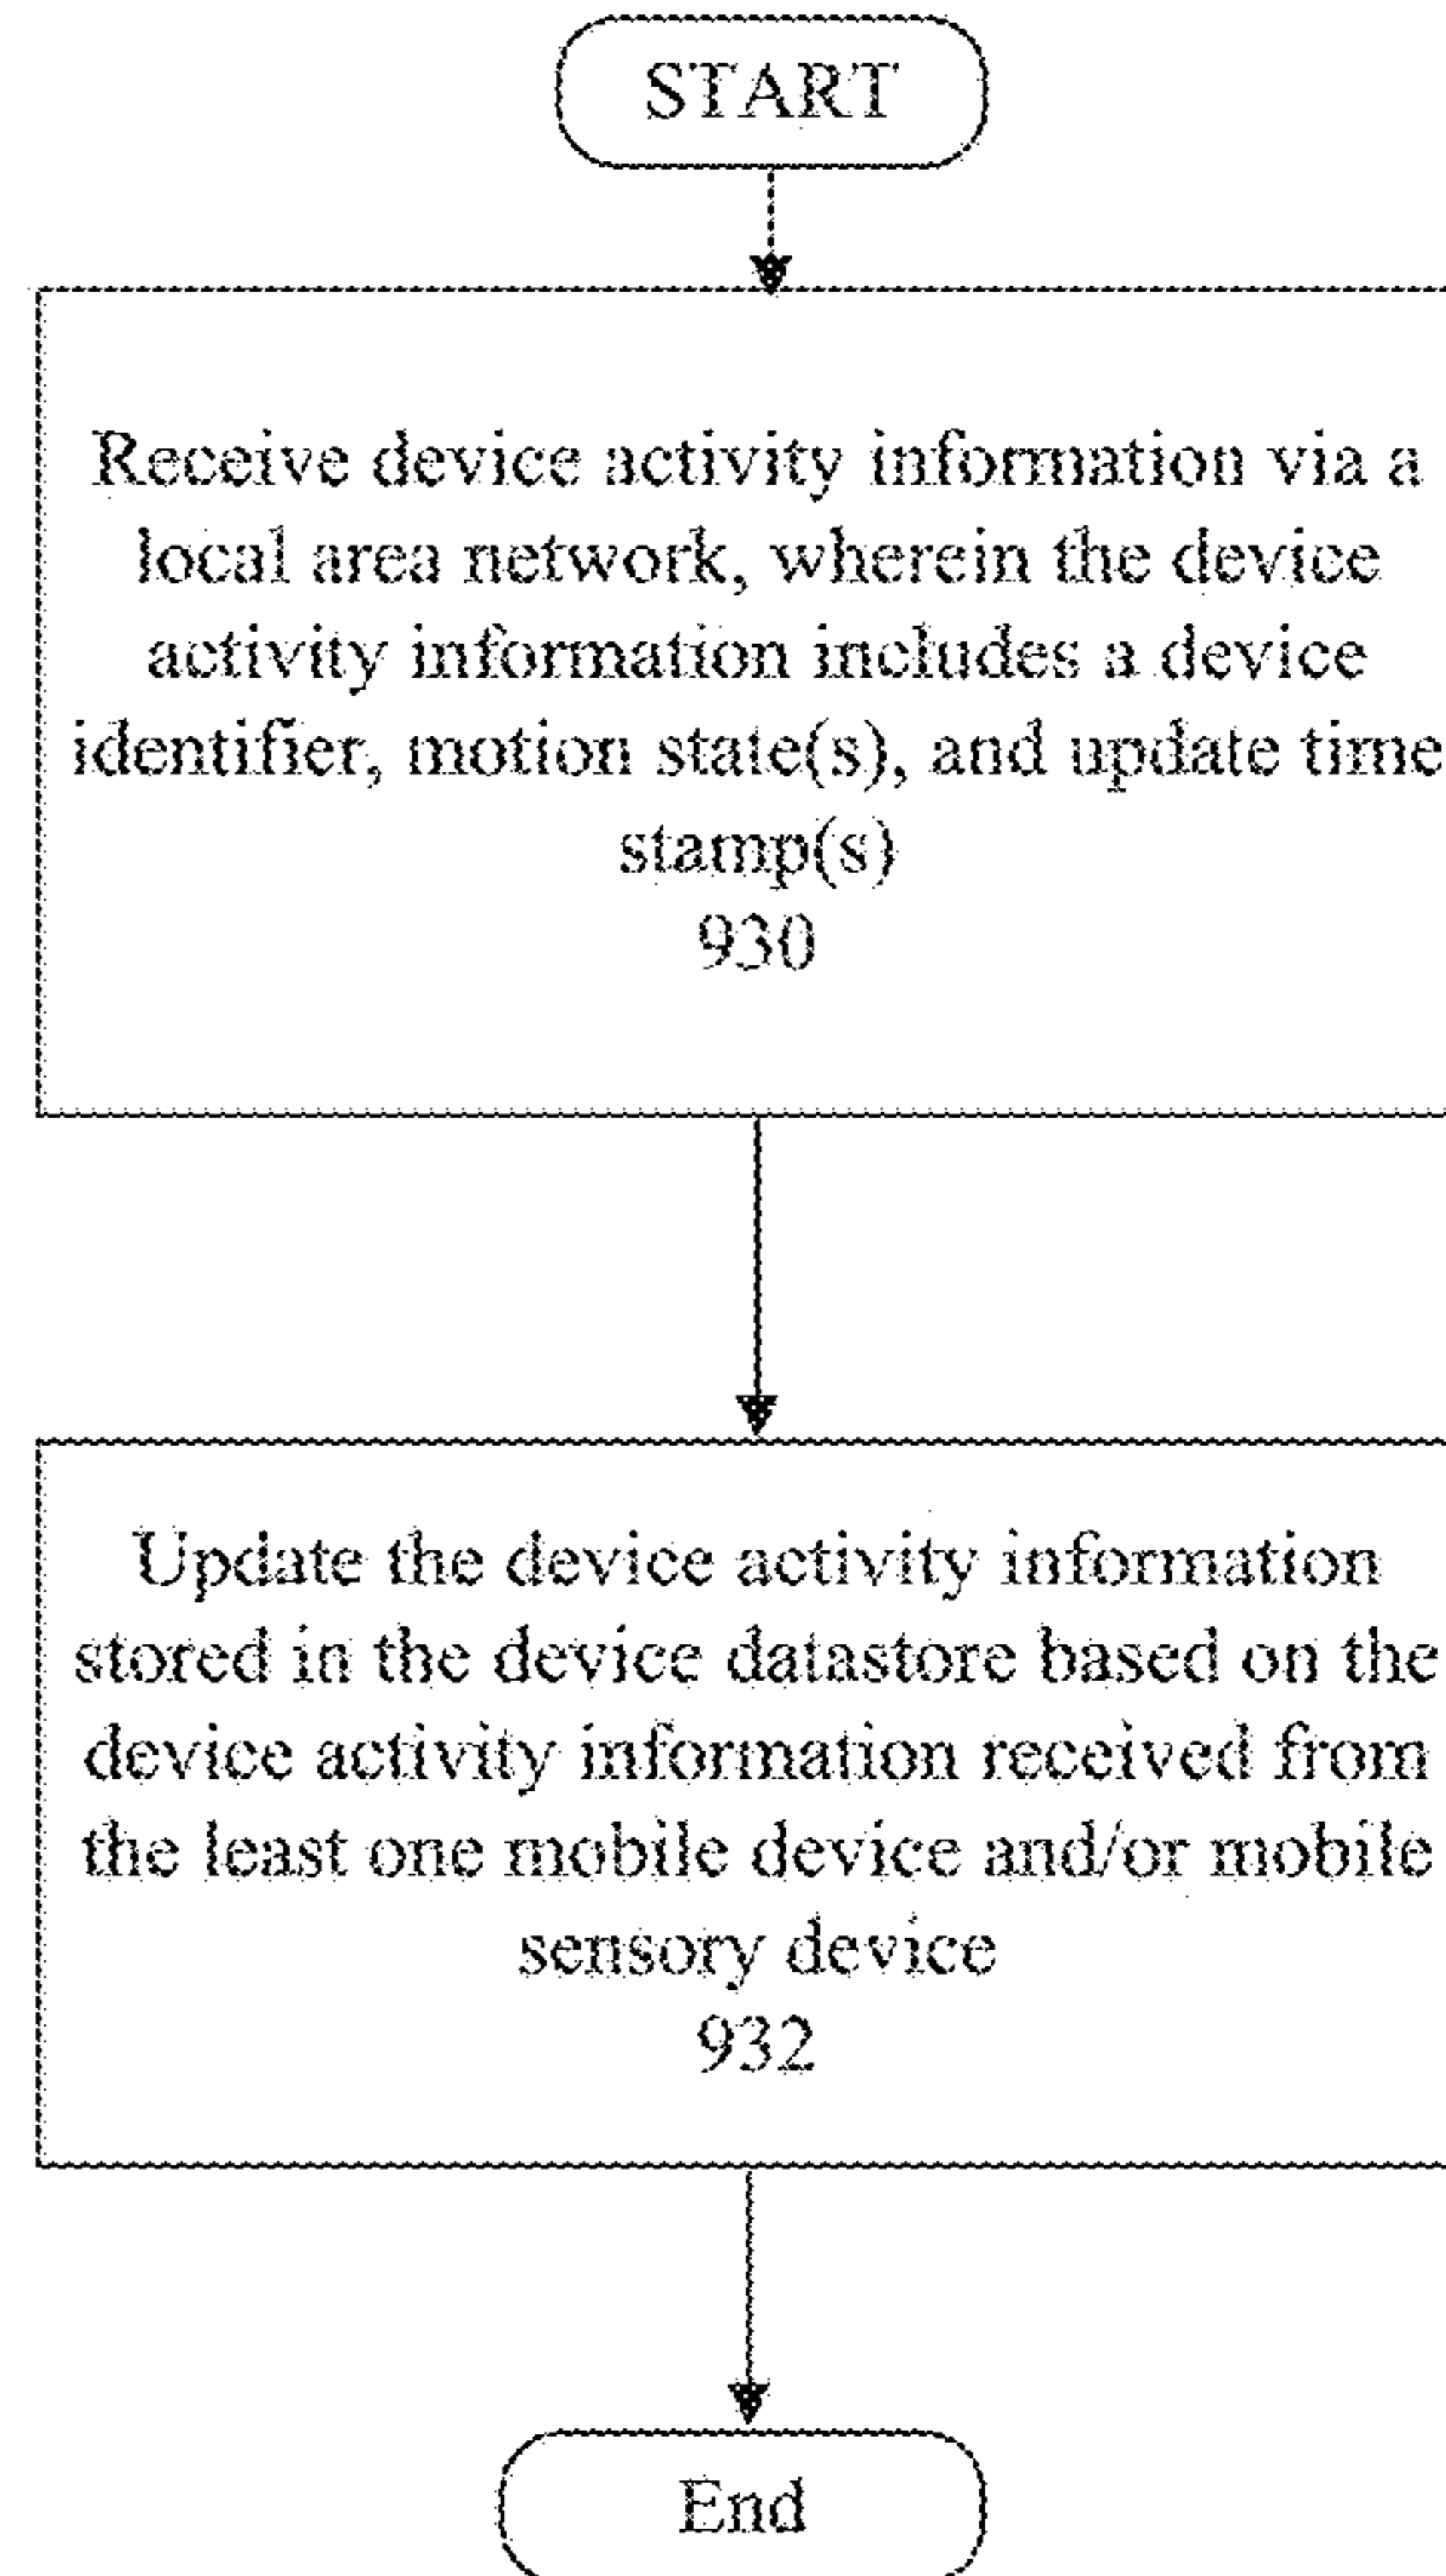 START
Receive device activity information via a
local area network, wherein the device
activity information includes a device
identifier, motion state(s), and update time
stamp(s)
930
Update the device activity information
stored in the device datastore based on the
device activity information received from
the least one mobile device and/or mobile
sensory device
932
End